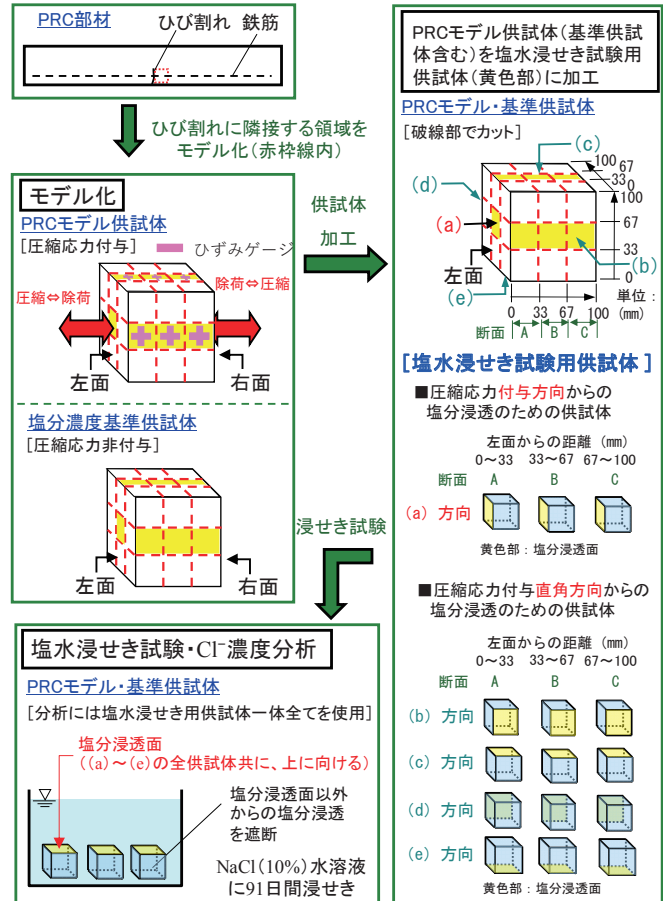 PRC部材
ひび割れ 鉄筋
ひび割れに隣接する領域を
モデル化(赤枠線内)
モデル化
PRCモデル供試体
[圧縮応力付与]
ひずみゲージ
圧縮⇔除荷
除荷⇔圧縮
左面
右面
塩分濃度基準供試体
[圧縮応力非付与]
左面
右面
供試体
加工
浸せき試験
塩水浸せき試験・Cl⁻濃度分析
PRCモデル・基準供試体
[分析には塩水浸せき用供試体一体全てを使用]
塩分浸透面
((a)～(e)の全供試体共に、上に向ける)
塩分浸透面以外
からの塩分浸透
を遮断
NaCl(10%)水溶液
に91日間浸せき
PRCモデル供試体(基準供試
体含む)を塩水浸せき試験用
供試体(黄色部)に加工
PRCモデル・基準供試体
[破線部でカット]
(c)
(d)
(a)
(b)
(e)
左面
100
67
33
0
100
67
33
0
0 33 67 100
単位:
(mm)
断面 A B C
[塩水浸せき試験用供試体]
■圧縮応力付与方向からの
塩分浸透のための供試体
左面からの距離 (mm)
0～33 33～67 67～100
断面 A B C
(a) 方向
黄色部:塩分浸透面
■圧縮応力付与直角方向からの
塩分浸透のための供試体
左面からの距離 (mm)
0～33 33～67 67～100
断面 A B C
(b) 方向
(c) 方向
(d) 方向
(e) 方向
黄色部:塩分浸透面